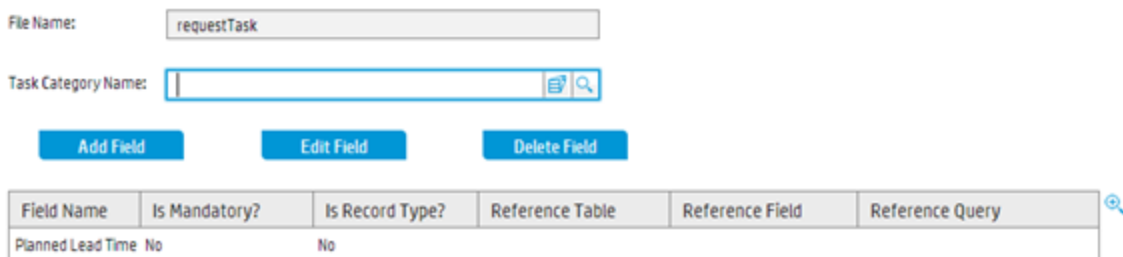 File Name: requestTask
Task Category Name:
Add Field Edit Field Delete Field
Field Name Is Mandatory? Is Record Type? Reference Table Reference Field Reference Query
Planned Lead Time No No